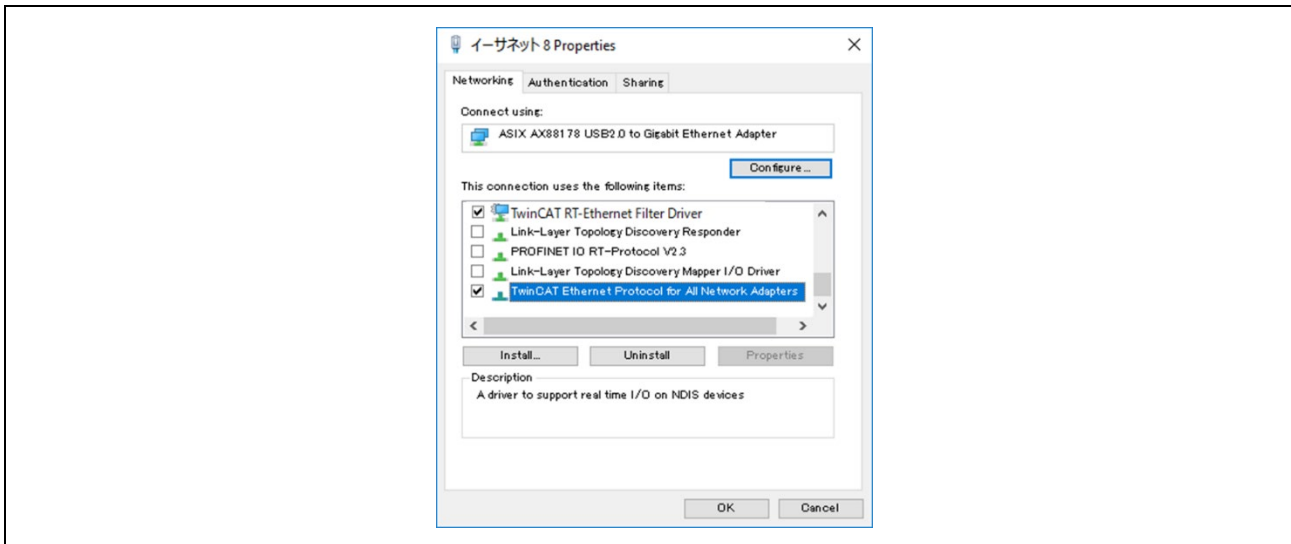 イーサネット 8 Properties
Networking Authentication Sharing
Connect using:
ASIX AX88178 USB2.0 to Gigabit Ethernet Adapter
Configure...
This connection uses the following items:
TwinCAT RT-Ethernet Filter Driver
Link-Layer Topology Discovery Responder
PROFINET IO RT-Protocol V2.3
Link-Layer Topology Discovery Mapper I/O Driver
TwinCAT Ethernet Protocol for All Network Adapters
Install... Uninstall Properties
Description
A driver to support real time I/O on NDIS devices
OK Cancel